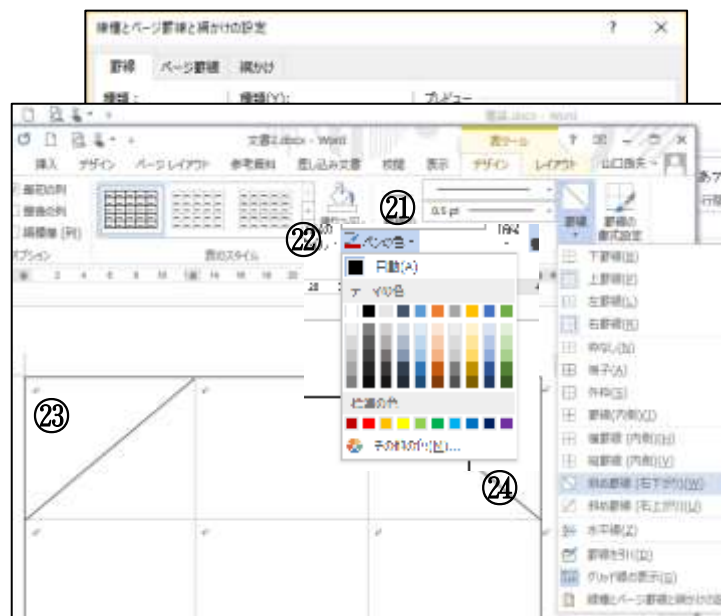 線種とページ罫線と網かけの設定 ? ×
罫線 ページ罫線 網かけ
種類: 種類(Y): プレビュー
文書2.docx - Word 表ツール ?
挿入 デザイン ページ レイアウト 参考資料 差し込み文書 校閲 表示 デザイン レイアウト
最初の列
最後の列
縞模様 (列)
㉑
0.5 pt
罫線
罫線の
書式設定
表のスタイル
㉒
ペンの色
自動(A)
テーマの色
標準の色
その他の色(M)...
㉓
㉔
下罫線(B)
上罫線(P)
左罫線(L)
右罫線(R)
枠なし(N)
格子(A)
外枠(S)
罫線(内側)(I)
横罫線 (内側)(H)
縦罫線 (内側)(V)
斜め罫線 (右下がり)(W)
斜め罫線 (右上がり)(U)
水平線(Z)
罫線を引く(D)
グリッド線の表示(G)
線種とページ罫線と網かけの